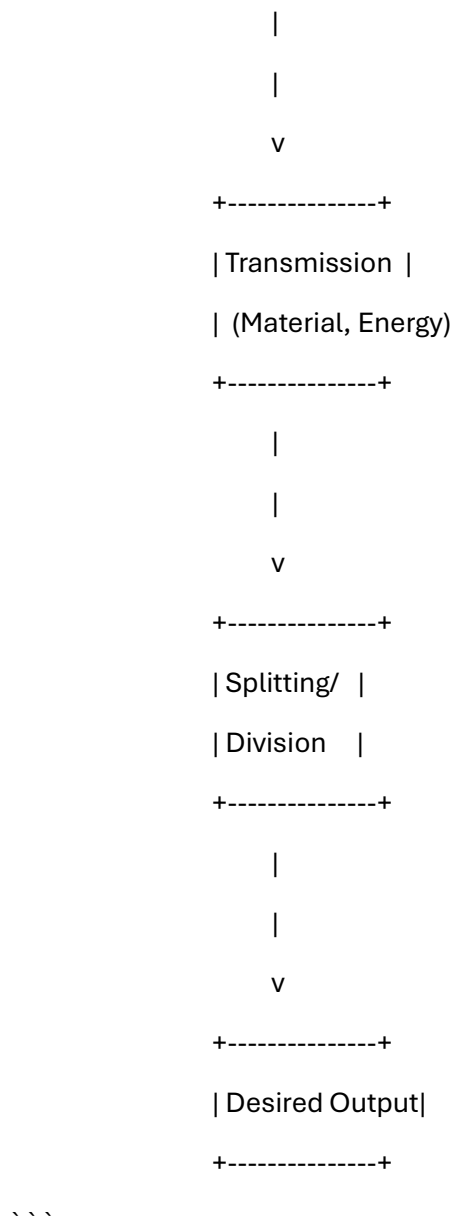 |
|
v
+---------------+
| Transmission |
| (Material, Energy)
+---------------+
|
|
v
+---------------+
| Splitting/ |
| Division |
+---------------+
|
|
v
+---------------+
| Desired Output|
+---------------+
```